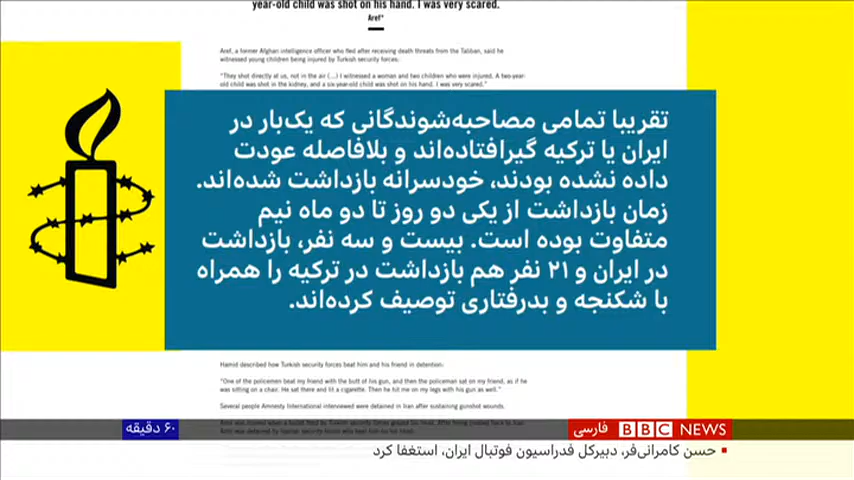 year-old child was shot on his hand. I was very scared.
Aref*
Aref, a former Afghan intelligence officer who fled after receiving death threats from the Taliban, said he
witnessed young children being injured by Turkish security forces:
"They shot directly at us, not in the air (...) I witnessed a woman and two children who were injured. A two-year-
old child was shot in the kidney, and a six-year-old child was shot on his hand. I was very scared."
تقریبا تمامی مصاحبه‌شوندگانی که یک‌بار در
ایران یا ترکیه گیرافتاده‌اند و بلافاصله عودت
داده نشده بودند، خودسرانه بازداشت شده‌اند.
زمان بازداشت از یکی دو روز تا دو ماه نیم
متفاوت بوده است. بیست و سه نفر، بازداشت
در ایران و ۲۱ نفر هم بازداشت در ترکیه را همراه
با شکنجه و بدرفتاری توصیف کرده‌اند.
Hamid described how Turkish security forces beat him and his friend in detention:
"One of the policemen beat my friend with the butt of his gun, and then the policeman sat on my friend, as if he
was sitting on a chair. He sat there and lit a cigarette. Then he hit me on my legs with his gun as well."
Several people Amnesty International interviewed were detained in Iran after sustaining gunshot wounds.
۶۰ دقیقه
BBC NEWS فارسی
حسن کامرانی‌فر، دبیرکل فدراسیون فوتبال ایران، استغفا کرد